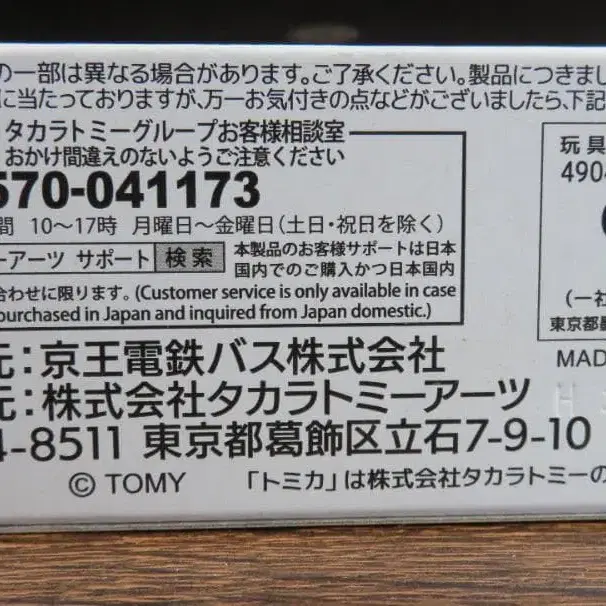 の一部は異なる場合があります。ご了承ください。製品につきまし
に当たっておりますが、万一お気付きの点などがございましたら、下記
タカラトミーグループお客様相談室
おかけ間違えのないようご注意ください
570-041173
間 10〜17時 月曜日〜金曜日(土日・祝日を除く)
ーアーツ サポート 検索
本製品のお客様サポートは日本
国内でのご購入かつ日本国内
合わせに限ります。(Customer service is only available in case
purchased in Japan and inquired from Japan domestic.)
元:京王電鉄バス株式会社
元:株式会社タカラトミーアーツ
4-8511 東京都葛飾区立石7-9-10
© TOMY 「トミカ」は株式会社タカラトミーの
玩具
490
(一社
東京都葛
MAD